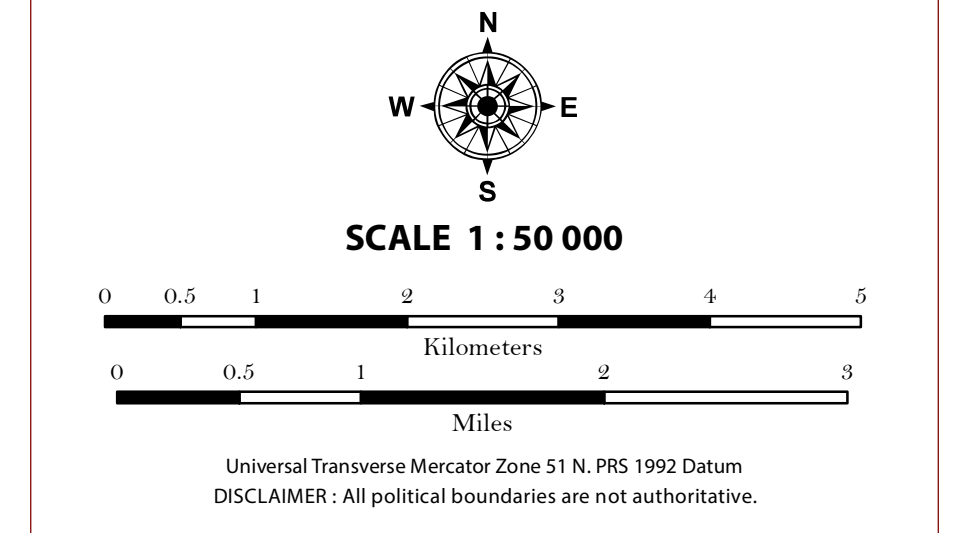 N
W E
S
SCALE 1 : 50 000
0 0.5 1 2 3 4 5
Kilometers
0 0.5 1 2 3
Miles
Universal Transverse Mercator Zone 51 N. PRS 1992 Datum
DISCLAIMER : All political boundaries are not authoritative.